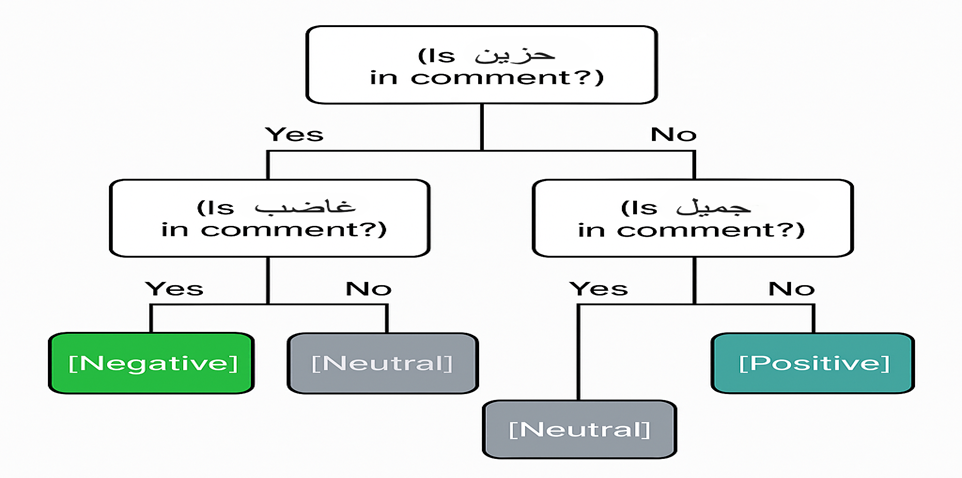 (Is حزين
in comment?)
Yes
No
(Is غاضب
in comment?)
(Is جميل
in comment?)
Yes
No
Yes
No
[Negative]
[Neutral]
[Positive]
[Neutral]